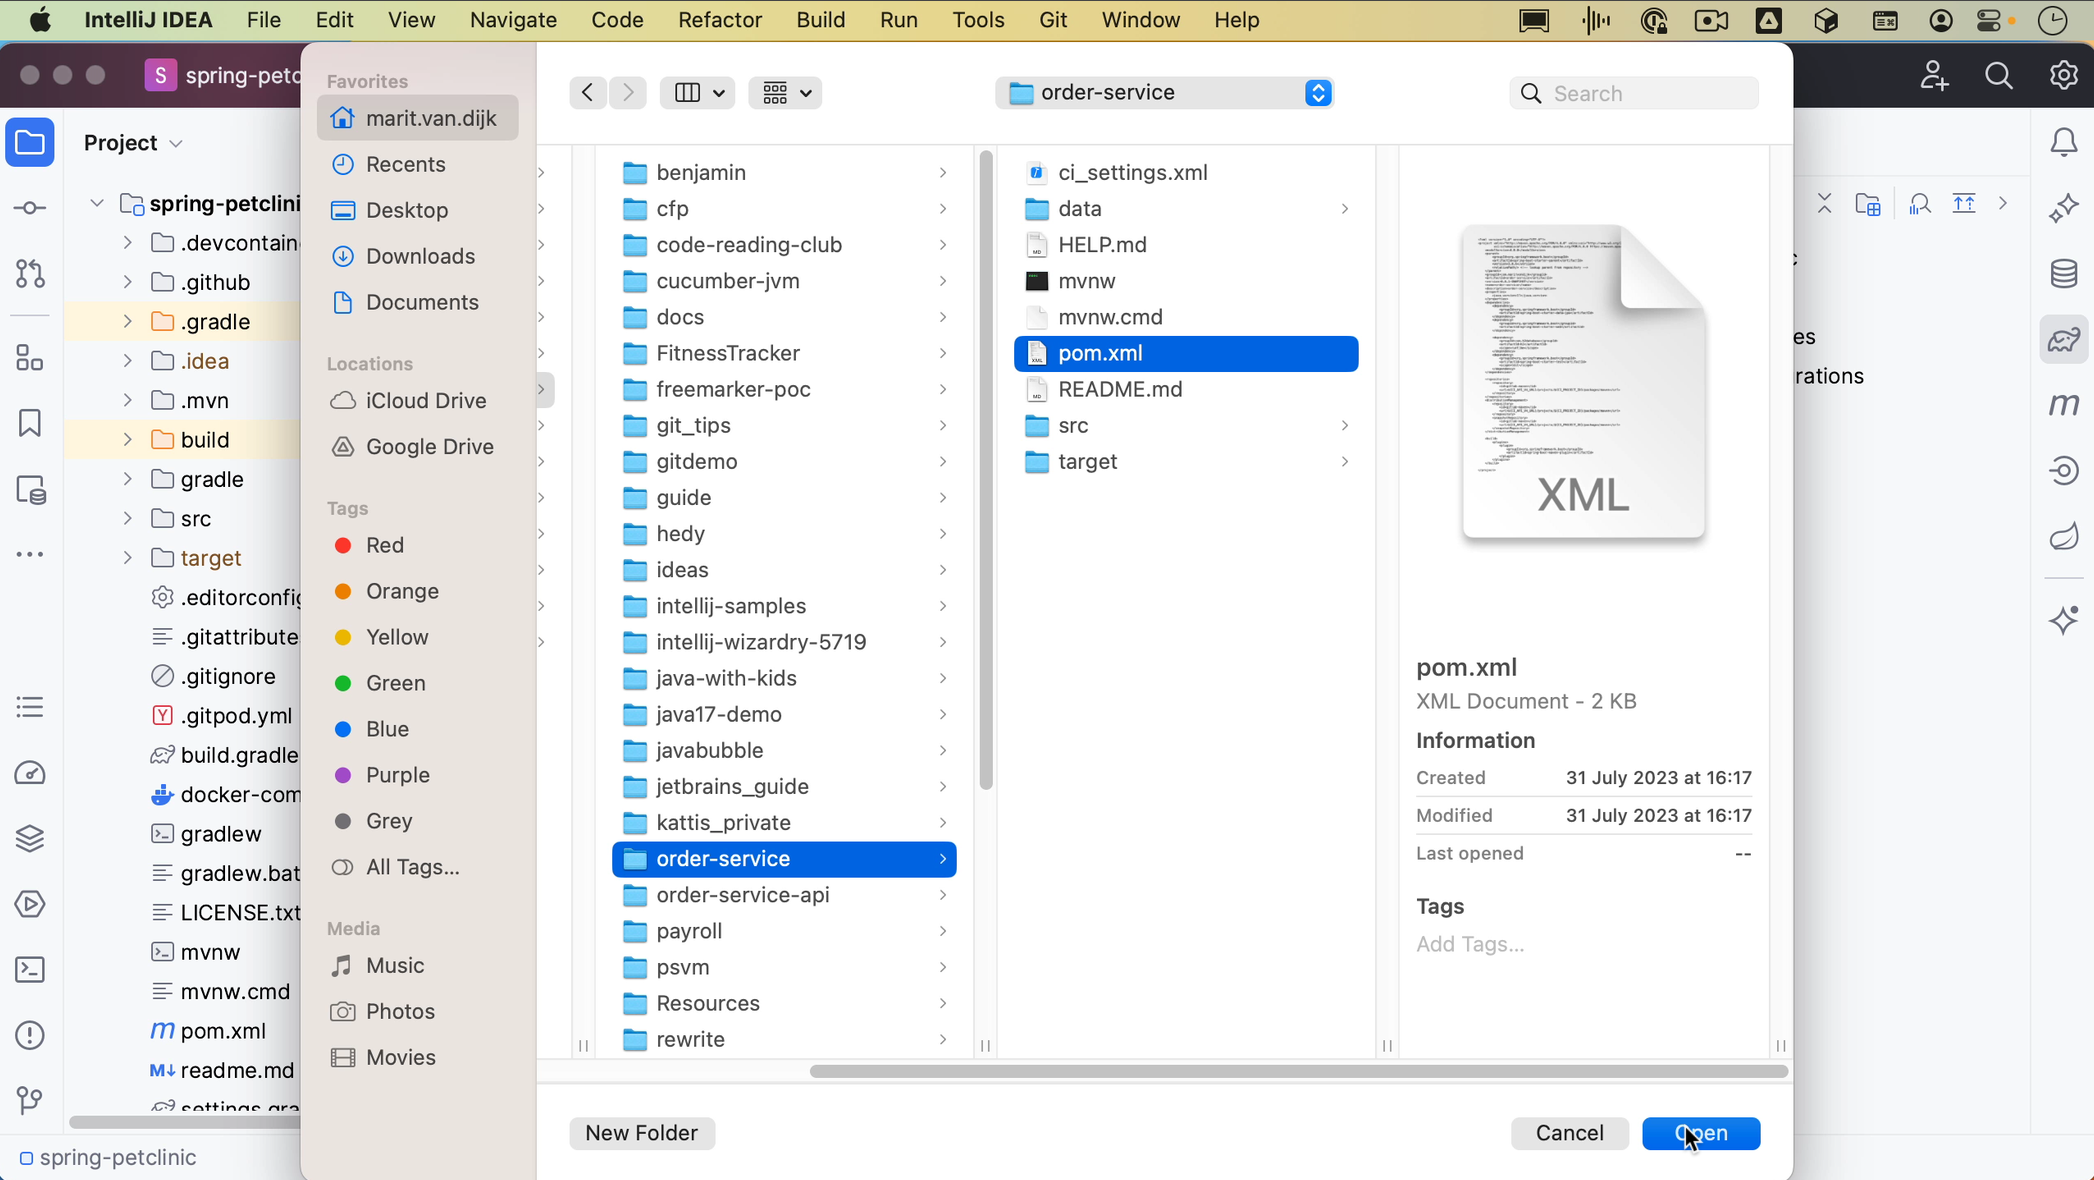 IntelliJ IDEA File Edit View Navigate Code Refactor Build Run Tools Git Window Help
S spring-petc
Project
spring-petclini
.devcontain
.github
.gradle
.idea
.mvn
build
gradle
src
target
.editorconfig
.gitattribute
.gitignore
Y .gitpod.yml
build.gradle
docker-com
gradlew
gradlew.bat
LICENSE.txt
mvnw
mvnw.cmd
m pom.xml
M↓ readme.md
settings.gra
spring-petclinic
Favorites
marit.van.dijk
Recents
Desktop
Downloads
Documents
Locations
iCloud Drive
Google Drive
Tags
Red
Orange
Yellow
Green
Blue
Purple
Grey
All Tags...
Media
Music
Photos
Movies
order-service
Search
benjamin
cfp
code-reading-club
cucumber-jvm
docs
FitnessTracker
freemarker-poc
git_tips
gitdemo
guide
hedy
ideas
intellij-samples
intellij-wizardry-5719
java-with-kids
java17-demo
javabubble
jetbrains_guide
kattis_private
order-service
order-service-api
payroll
psvm
Resources
rewrite
ci_settings.xml
data
HELP.md
mvnw
mvnw.cmd
pom.xml
README.md
src
target
XML
pom.xml
XML Document - 2 KB
Information
Created 31 July 2023 at 16:17
Modified 31 July 2023 at 16:17
Last opened --
Tags
Add Tags...
New Folder
Cancel
Open
c
es
rations
m